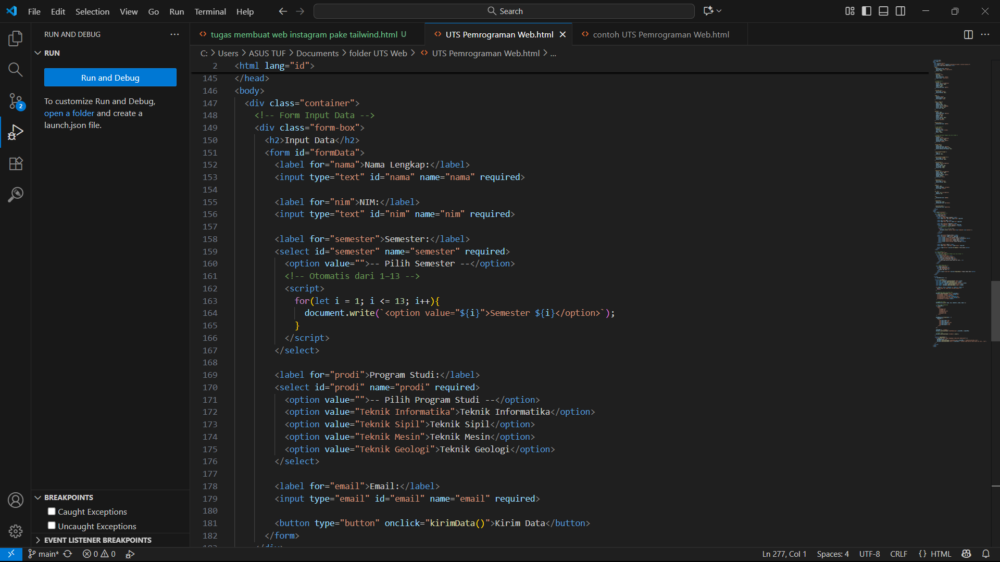 File Edit Selection View Go Run Terminal Help
Search
RUN AND DEBUG
RUN
Run and Debug
To customize Run and Debug,
open a folder and create a
launch.json file.
2
BREAKPOINTS
Caught Exceptions
Uncaught Exceptions
EVENT LISTENER BREAKPOINTS
tugas membuat web instagram pake tailwind.html U
UTS Pemrograman Web.html
contoh UTS Pemrograman Web.html
C: > Users > ASUS TUF > Documents > folder UTS Web > UTS Pemrograman Web.html > ...
2 <html lang="id">
145 </head>
146 <body>
147 <div class="container">
148 <!-- Form Input Data -->
149 <div class="form-box">
150 <h2>Input Data</h2>
151 <form id="formData">
152 <label for="nama">Nama Lengkap:</label>
153 <input type="text" id="nama" name="nama" required>
154
155 <label for="nim">NIM:</label>
156 <input type="text" id="nim" name="nim" required>
157
158 <label for="semester">Semester:</label>
159 <select id="semester" name="semester" required>
160 <option value="">-- Pilih Semester --</option>
161 <!-- Otomatis dari 1–13 -->
162 <script>
163 for(let i = 1; i <= 13; i++){
164 document.write(`<option value="${i}">Semester ${i}</option>`);
165 }
166 </script>
167 </select>
168
169 <label for="prodi">Program Studi:</label>
170 <select id="prodi" name="prodi" required>
171 <option value="">-- Pilih Program Studi --</option>
172 <option value="Teknik Informatika">Teknik Informatika</option>
173 <option value="Teknik Sipil">Teknik Sipil</option>
174 <option value="Teknik Mesin">Teknik Mesin</option>
175 <option value="Teknik Geologi">Teknik Geologi</option>
176 </select>
177
178 <label for="email">Email:</label>
179 <input type="email" id="email" name="email" required>
180
181 <button type="button" onclick="kirimData()">Kirim Data</button>
182 </form>
main* 0 0
Ln 277, Col 1 Spaces: 4 UTF-8 CRLF {} HTML